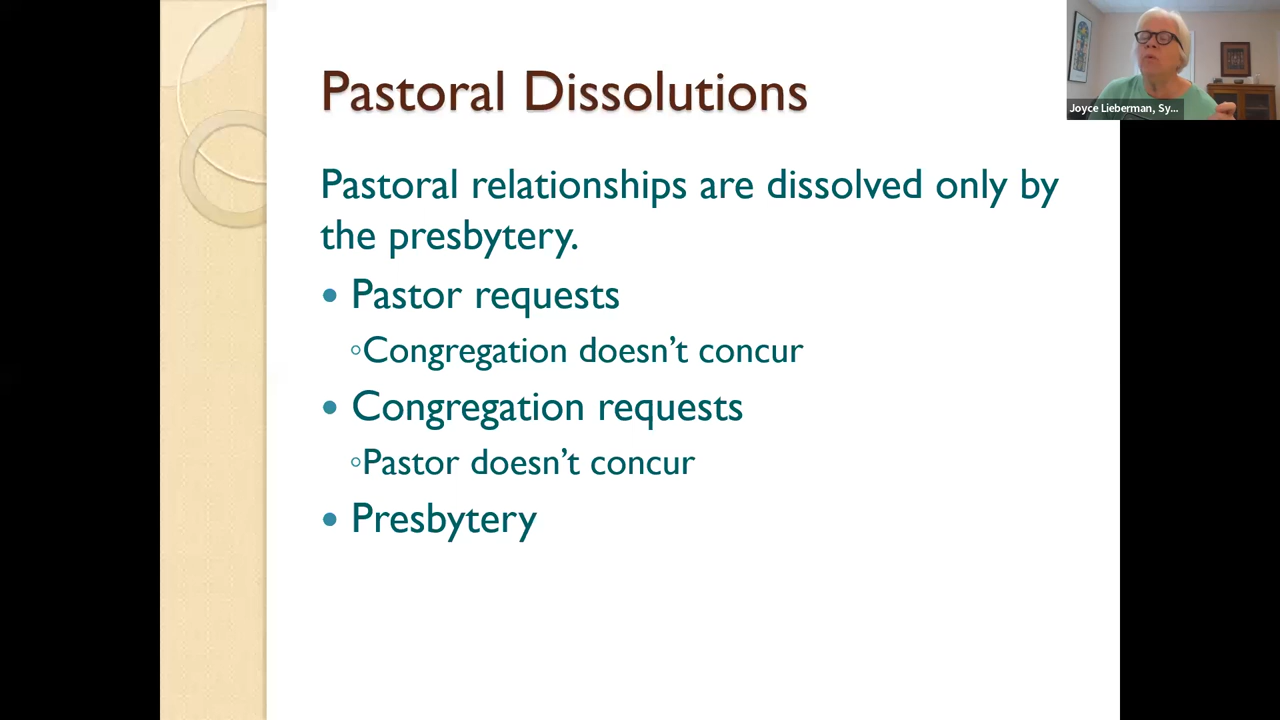 Pastoral Dissolutions
Joyce Lieberman, Sy...
Pastoral relationships are dissolved only by
the presbytery.
• Pastor requests
◦Congregation doesn’t concur
• Congregation requests
◦Pastor doesn’t concur
• Presbytery